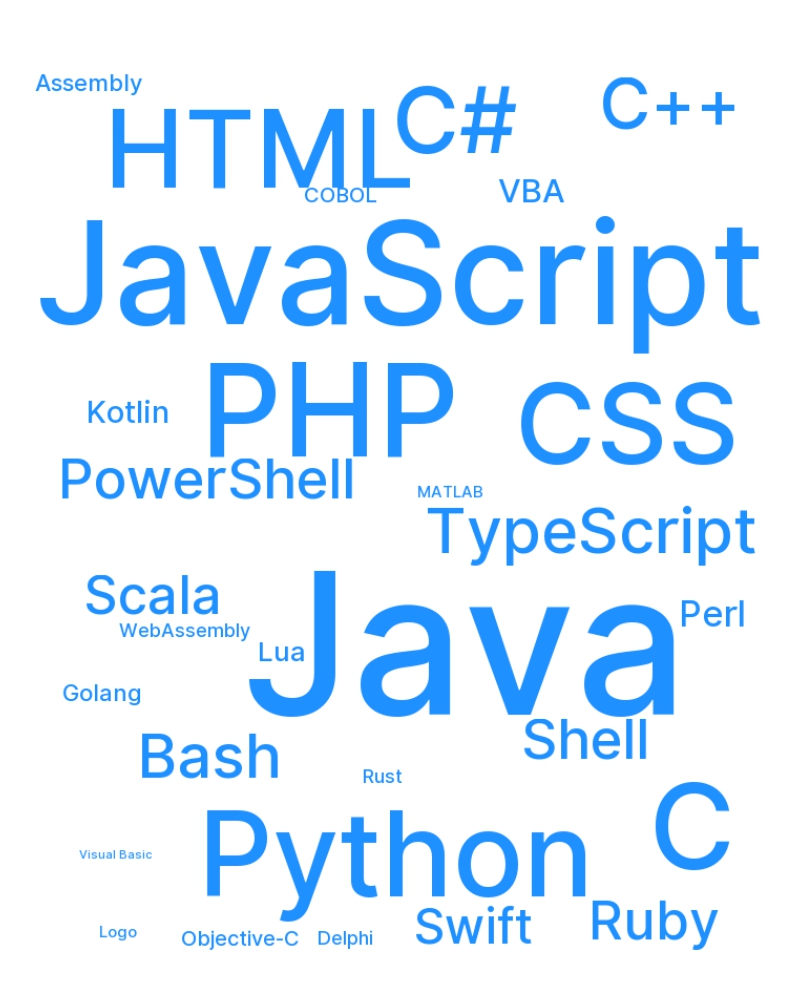 Assembly
HTML
C#
C++
COBOL
VBA
JavaScript
PHP
Kotlin
CSS
PowerShell
MATLAB
TypeScript
Scala
Java
Perl
WebAssembly
Lua
Golang
Shell
Bash
Rust
C
Python
Visual Basic
Swift
Ruby
Logo
Objective-C
Delphi